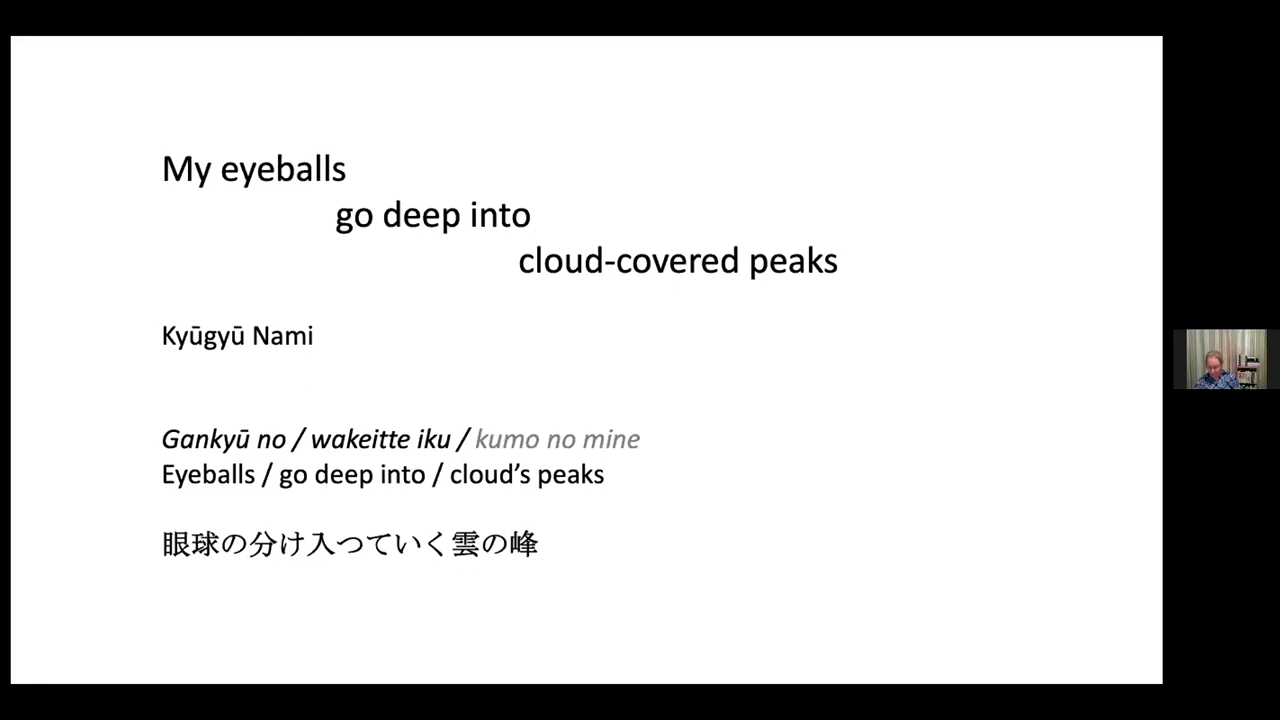 My eyeballs
go deep into
cloud-covered peaks
Kyūgyū Nami
Gankyū no / wakeitte iku / kumo no mine
Eyeballs / go deep into / cloud’s peaks
眼球の分け入つていく雲の峰